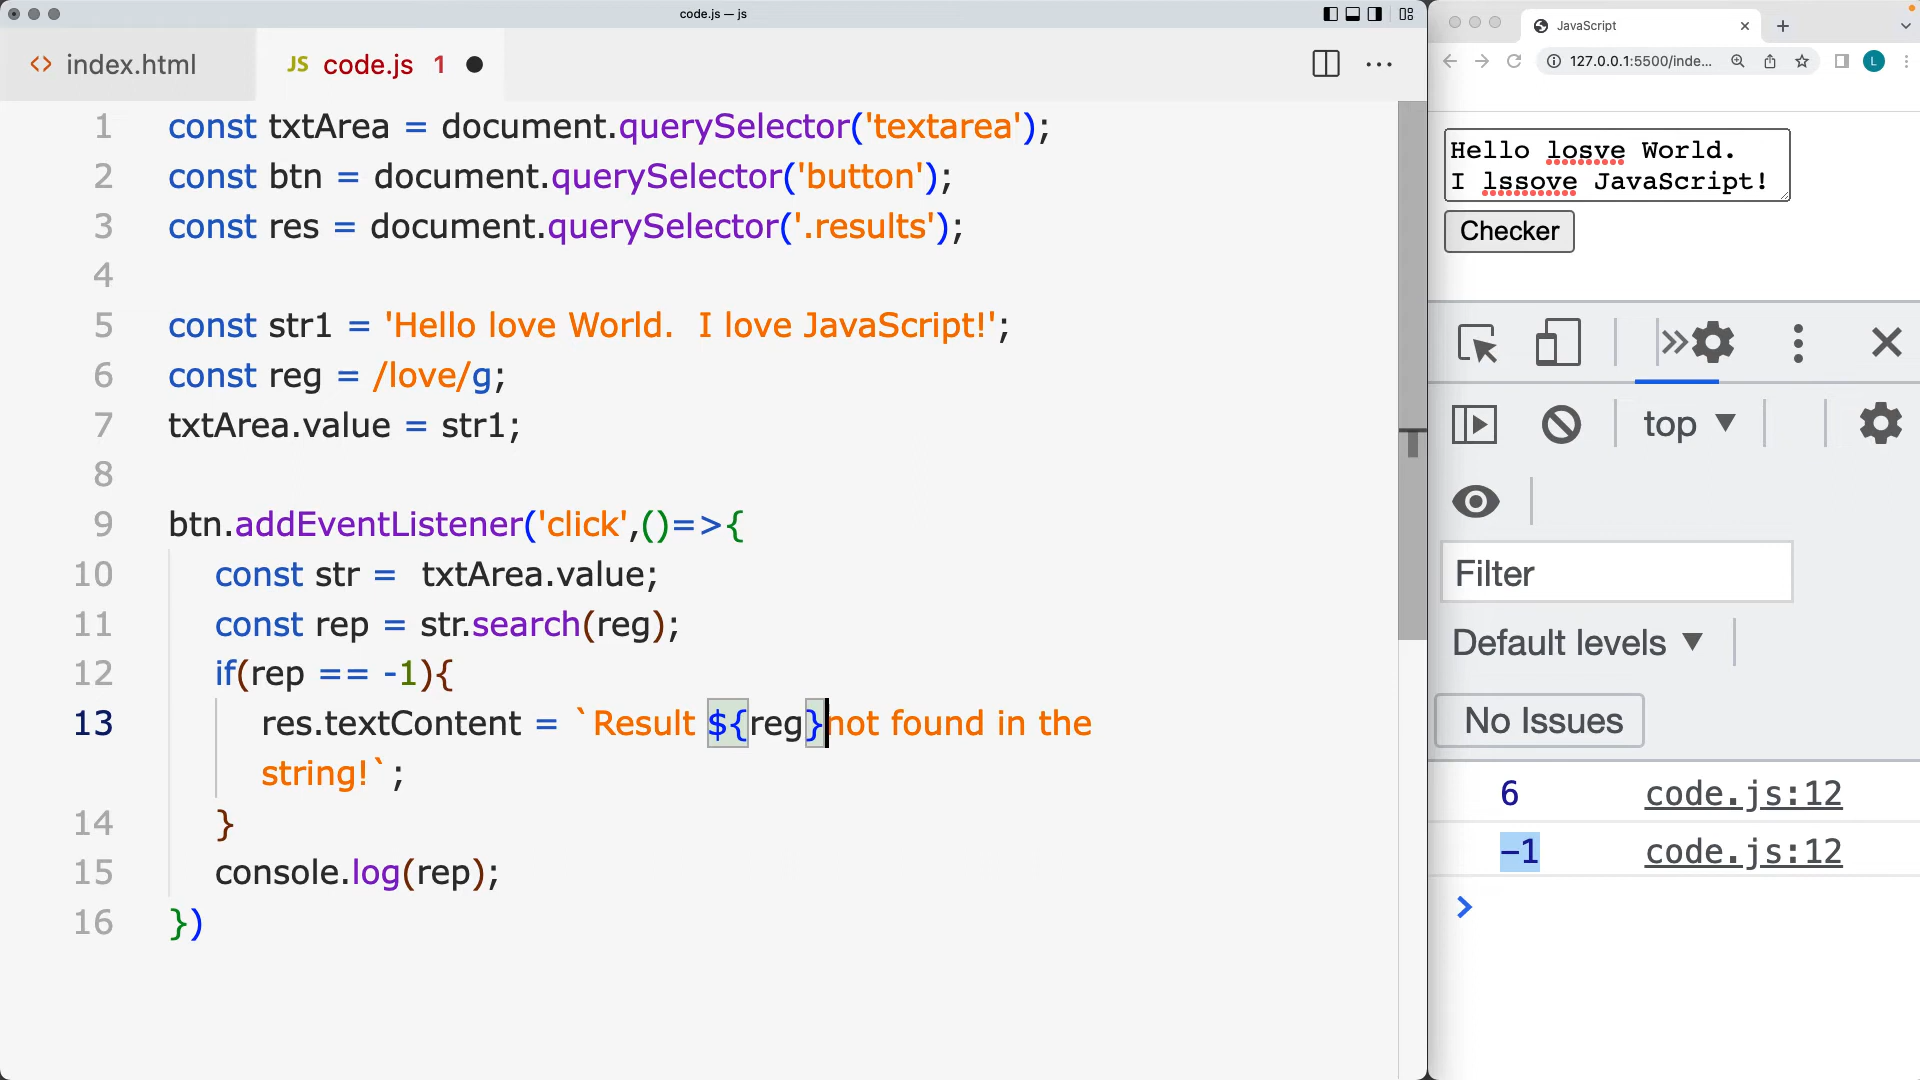 code.js — js
index.html
JS code.js 1
1 const txtArea = document.querySelector('textarea');
2 const btn = document.querySelector('button');
3 const res = document.querySelector('.results');
4
5 const str1 = 'Hello love World.  I love JavaScript!';
6 const reg = /love/g;
7 txtArea.value = str1;
8
9 btn.addEventListener('click',()=>{
10 const str =  txtArea.value;
11 const rep = str.search(reg);
12 if(rep == -1){
13 res.textContent = `Result ${reg}not found in the
string!`;
14 }
15 console.log(rep);
16 })
JavaScript
127.0.0.1:5500/inde...
L
Hello losve World.
I lssove JavaScript!
Checker
top
Filter
Default levels
No Issues
6 code.js:12
-1 code.js:12